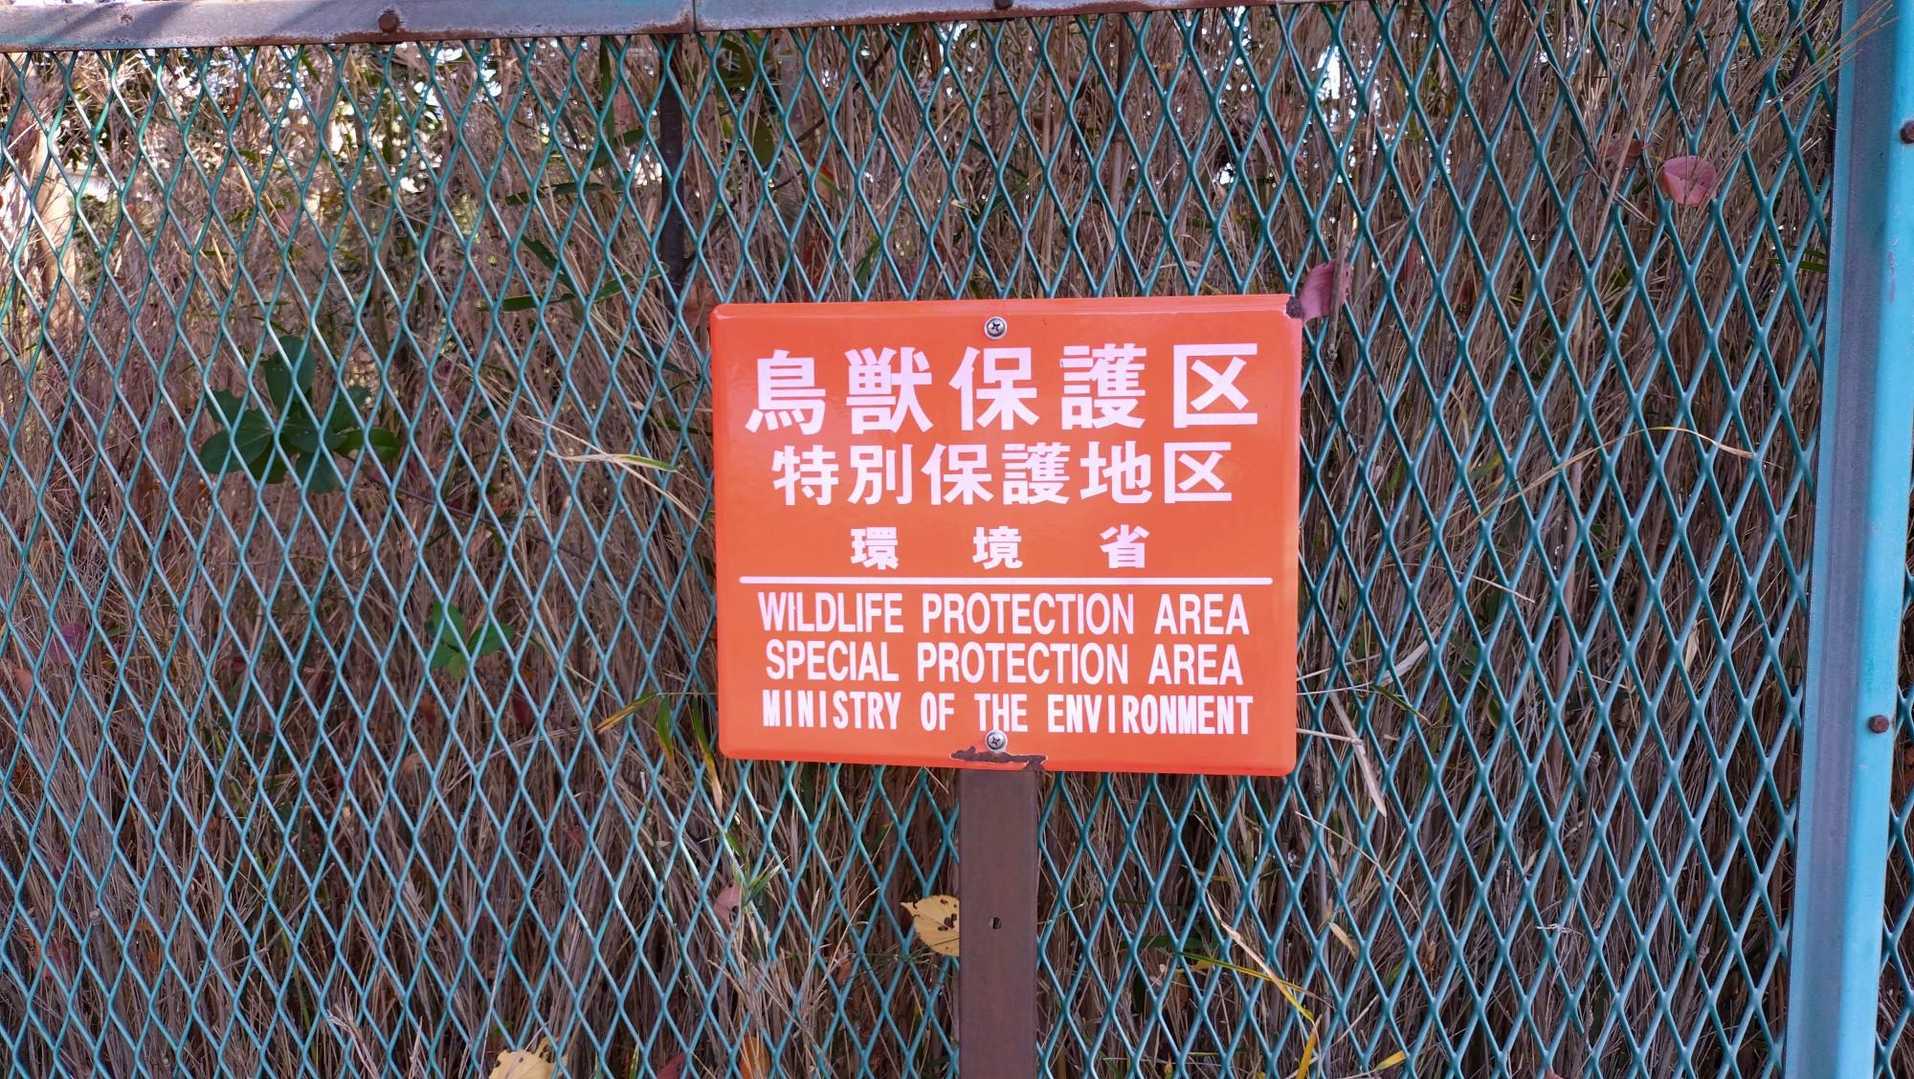 鳥獣保護区
特別保護地区
環境省
WILDLIFE PROTECTION AREA
SPECIAL PROTECTION AREA
MINISTRY OF THE ENVIRONMENT